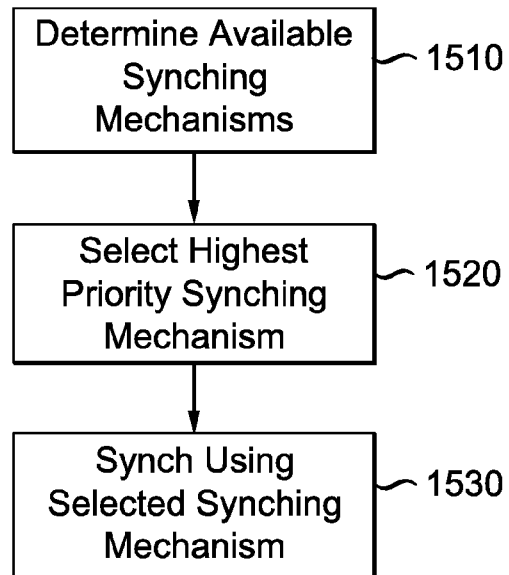 Determine Available
Synching
Mechanisms
1510
Select Highest
Priority Synching
Mechanism
1520
Synch Using
Selected Synching
Mechanism
1530